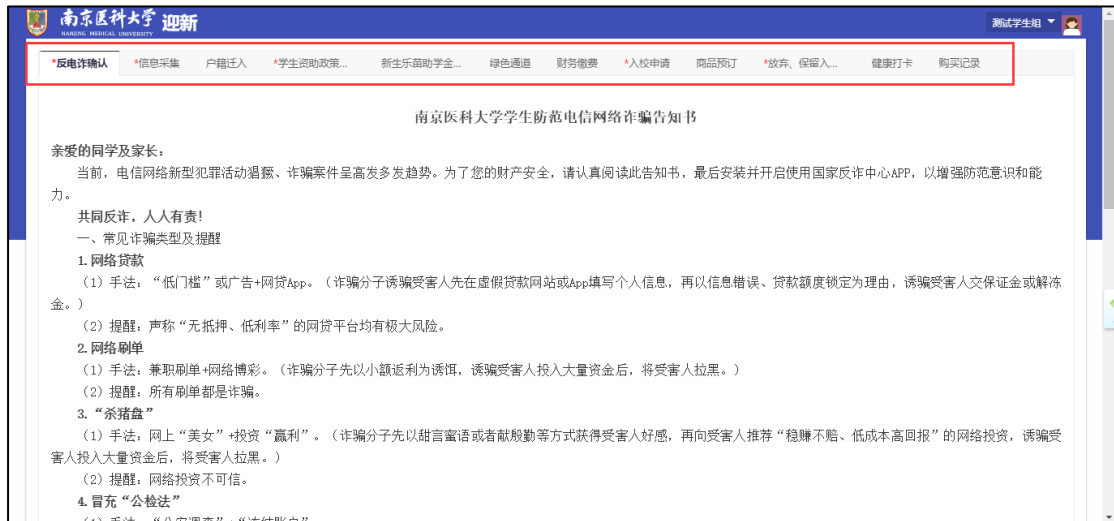 南京医科大学 迎新
NANJING MEDICAL UNIVERSITY
测试学生组
*反电诈确认 *信息采集 户籍迁入 *学生资助政策... 新生乐苗助学金... 绿色通道 财务缴费 *入校申请 商品预订 *放弃、保留入... 健康打卡 购买记录
南京医科大学学生防范电信网络诈骗告知书
亲爱的同学及家长:
当前,电信网络新型犯罪活动猖獗、诈骗案件呈高发多发趋势。为了您的财产安全,请认真阅读此告知书,最后安装并开启使用国家反诈中心APP,以增强防范意识和能
力。
共同反诈,人人有责!
一、常见诈骗类型及提醒
1.网络贷款
(1)手法:“低门槛”或广告+网贷App。(诈骗分子诱骗受害人先在虚假贷款网站或App填写个人信息,再以信息错误、贷款额度锁定为理由,诱骗受害人交保证金或解冻
金。)
(2)提醒:声称“无抵押、低利率”的网贷平台均有极大风险。
2.网络刷单
(1)手法:兼职刷单+网络博彩。(诈骗分子先以小额返利为诱饵,诱骗受害人投入大量资金后,将受害人拉黑。)
(2)提醒:所有刷单都是诈骗。
3.“杀猪盘”
(1)手法:网上“美女”+投资“赢利”。(诈骗分子先以甜言蜜语或者献殷勤等方式获得受害人好感,再向受害人推荐“稳赚不赔、低成本高回报”的网络投资,诱骗受
害人投入大量资金后,将受害人拉黑。)
(2)提醒:网络投资不可信。
4.冒充“公检法”
(1)手法:“公安调查”+“冻结账户”